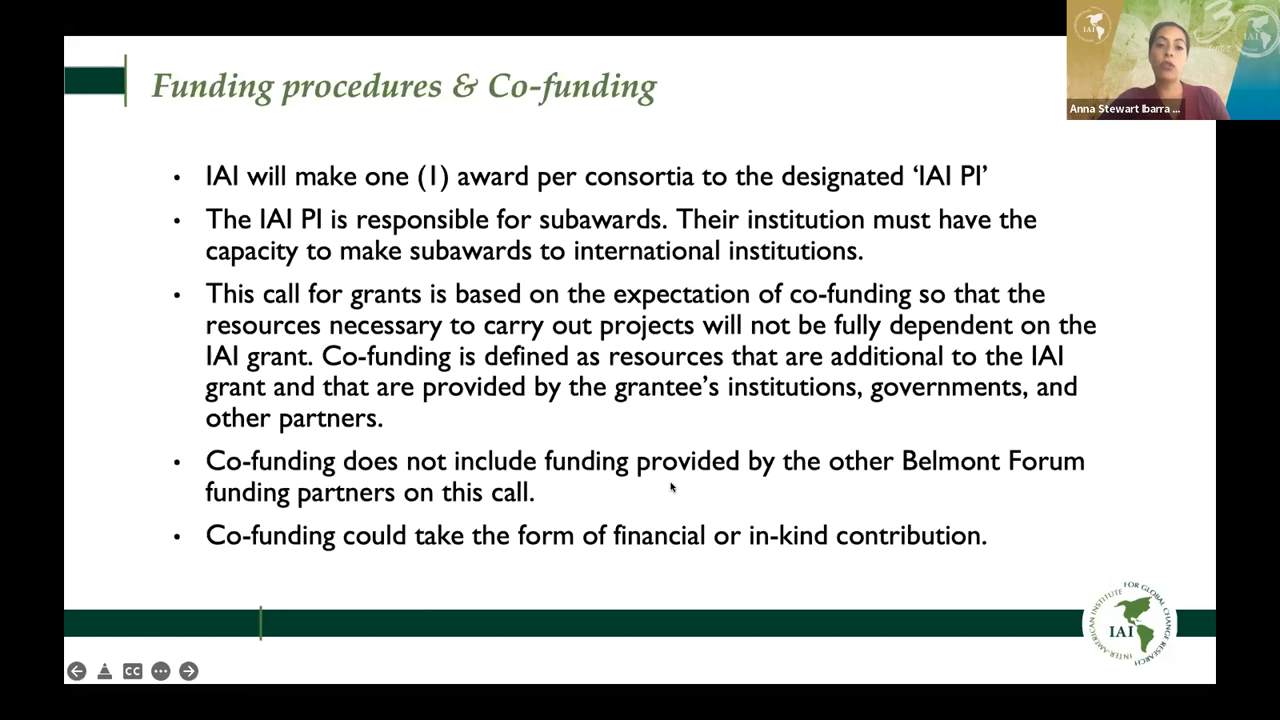 Funding procedures & Co-funding
IAI
IAI
Anna Stewart Ibarra ...
• IAI will make one (1) award per consortia to the designated ‘IAI PI’
• The IAI PI is responsible for subawards. Their institution must have the
capacity to make subawards to international institutions.
• This call for grants is based on the expectation of co-funding so that the
resources necessary to carry out projects will not be fully dependent on the
IAI grant. Co-funding is defined as resources that are additional to the IAI
grant and that are provided by the grantee’s institutions, governments, and
other partners.
• Co-funding does not include funding provided by the other Belmont Forum
funding partners on this call.
• Co-funding could take the form of financial or in-kind contribution.
INTER-AMERICAN INSTITUTE FOR GLOBAL CHANGE RESEARCH
IAI
CC